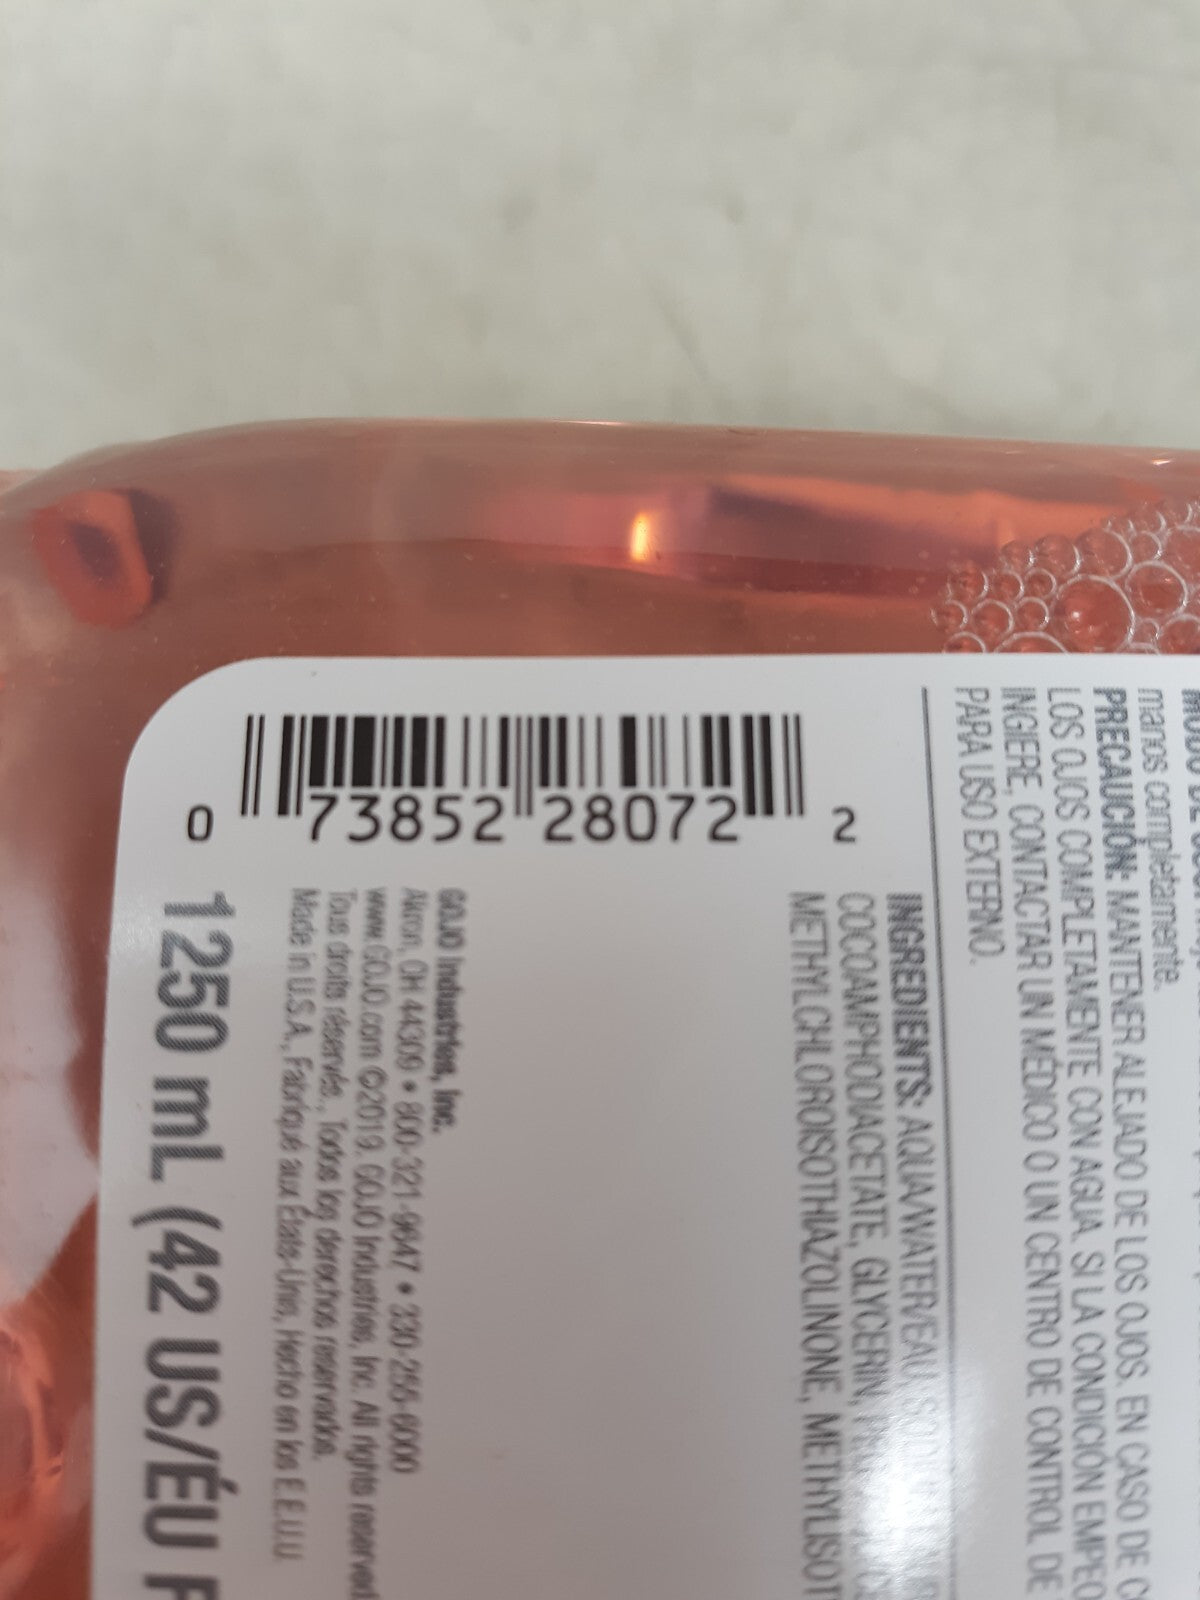 0 73852 28072 2
manos completamente.
PRECAUCIÓN: MANTENER ALEJADO DE LOS OJOS. EN CASO DE
LOS OJOS COMPLETAMENTE CON AGUA. SI LA CONDICIÓN
INGIERE, CONTACTAR UN MÉDICO O UN CENTRO DE CONTROL DE
PARA USO EXTERNO.
INGREDIENTS: AQUA/WATER/EAU,
COCOAMPHODIACETATE, GLYCERIN,
METHYLCHLOROISOTHIAZOLINONE,
GOJO Industries, Inc.
Akron, OH 44309 • 800-321-9647 • 330-255-6000
www.GOJO.com ©2019. GOJO Industries, Inc. All rights reserved.
Tous droits réservés., Todos los derechos reservados.
Made in U.S.A., Fabriqué aux États-Unis, Hecho en los E.E.U.U.
1250 mL (42 US/ÉU